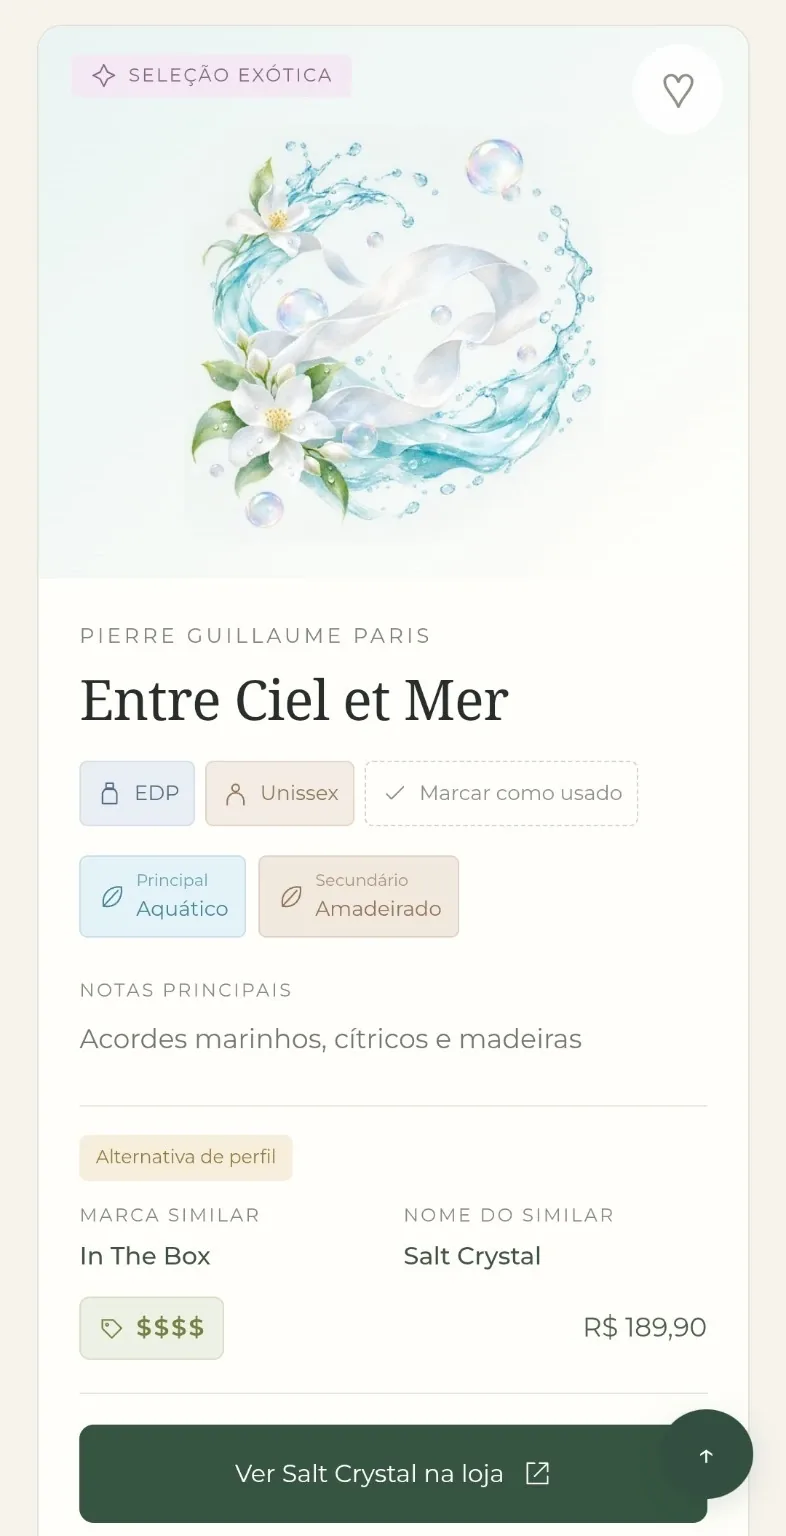 SELEÇÃO EXÓTICA
PIERRE GUILLAUME PARIS
Entre Ciel et Mer
EDP
Unissex
Marcar como usado
Principal
Aquático
Secundário
Amadeirado
NOTAS PRINCIPAIS
Acordes marinhos, cítricos e madeiras
Alternativa de perfil
MARCA SIMILAR
In The Box
NOME DO SIMILAR
Salt Crystal
$$$$
R$ 189,90
Ver Salt Crystal na loja